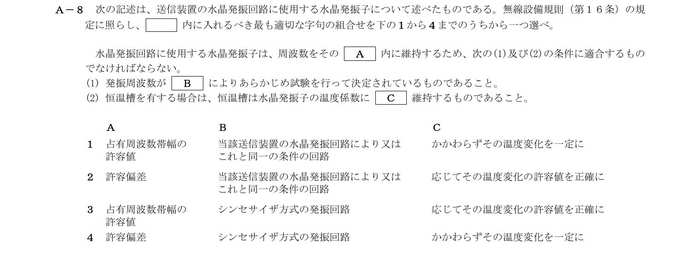 A－8 次の記述は、送信装置の水晶発振回路に使用する水晶発振子について述べたものである。無線設備規則（第１６条）の規
定に照らし、 内に入れるべき最も適切な字句の組合せを下の1から4までのうちから一つ選べ。
水晶発振回路に使用する水晶発振子は、周波数をその A 内に維持するため、次の(1)及び(2)の条件に適合するもの
でなければならない。
(1) 発振周波数が B によりあらかじめ試験を行って決定されているものであること。
(2) 恒温槽を有する場合は、恒温槽は水晶発振子の温度係数に C 維持するものであること。
A B C
1 占有周波数帯幅の 当該送信装置の水晶発振回路により又は かかわらずその温度変化を一定に
許容値 これと同一の条件の回路
2 許容偏差 当該送信装置の水晶発振回路により又は 応じてその温度変化の許容値を正確に
これと同一の条件の回路
3 占有周波数帯幅の シンセサイザ方式の発振回路 応じてその温度変化の許容値を正確に
許容値
4 許容偏差 シンセサイザ方式の発振回路 かかわらずその温度変化を一定に